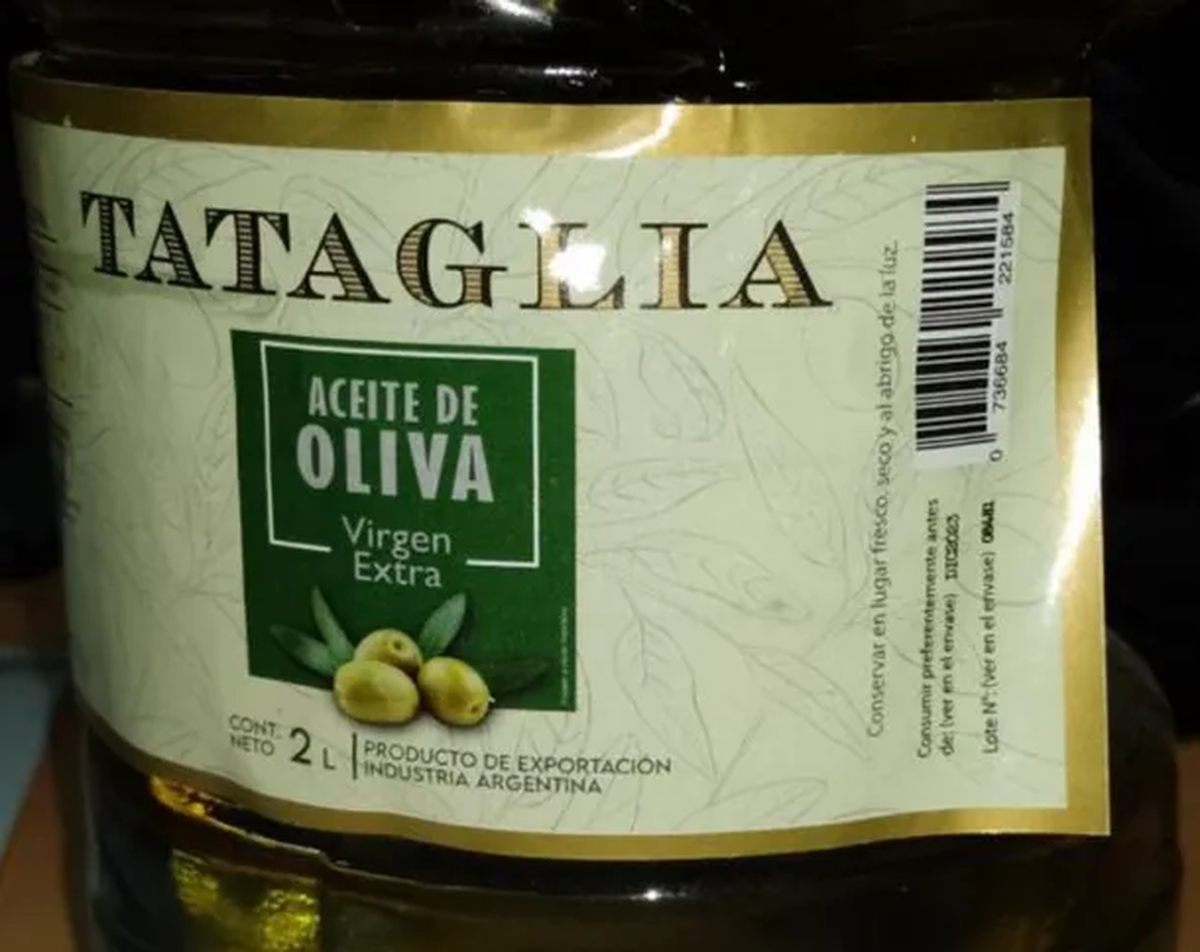 TATAGLIA
ACEITE DE
OLIVA
Virgen
Extra
CONT.
NETO 2 L
PRODUCTO DE EXPORTACIÓN
INDUSTRIA ARGENTINA
Conservar en lugar fresco, seco y al abrigo de la luz.
Consumir preferentemente antes
de: (ver en el envase) DIC2023
Lote N°: (ver en el envase)
0 736684 221584